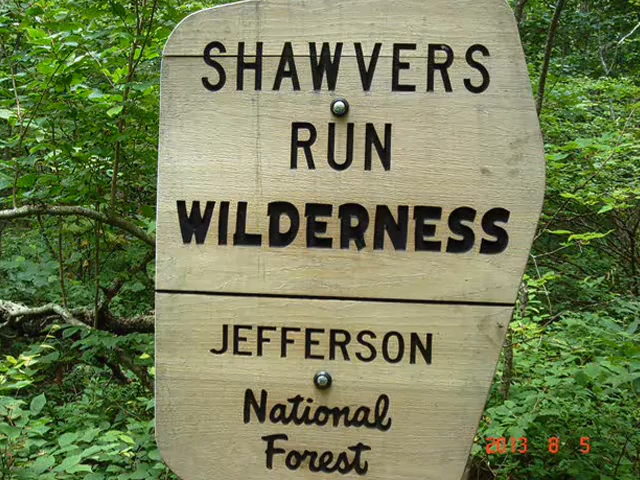 SHAWVERS
RUN
WILDERNESS
JEFFERSON
National
Forest
2013 8 5